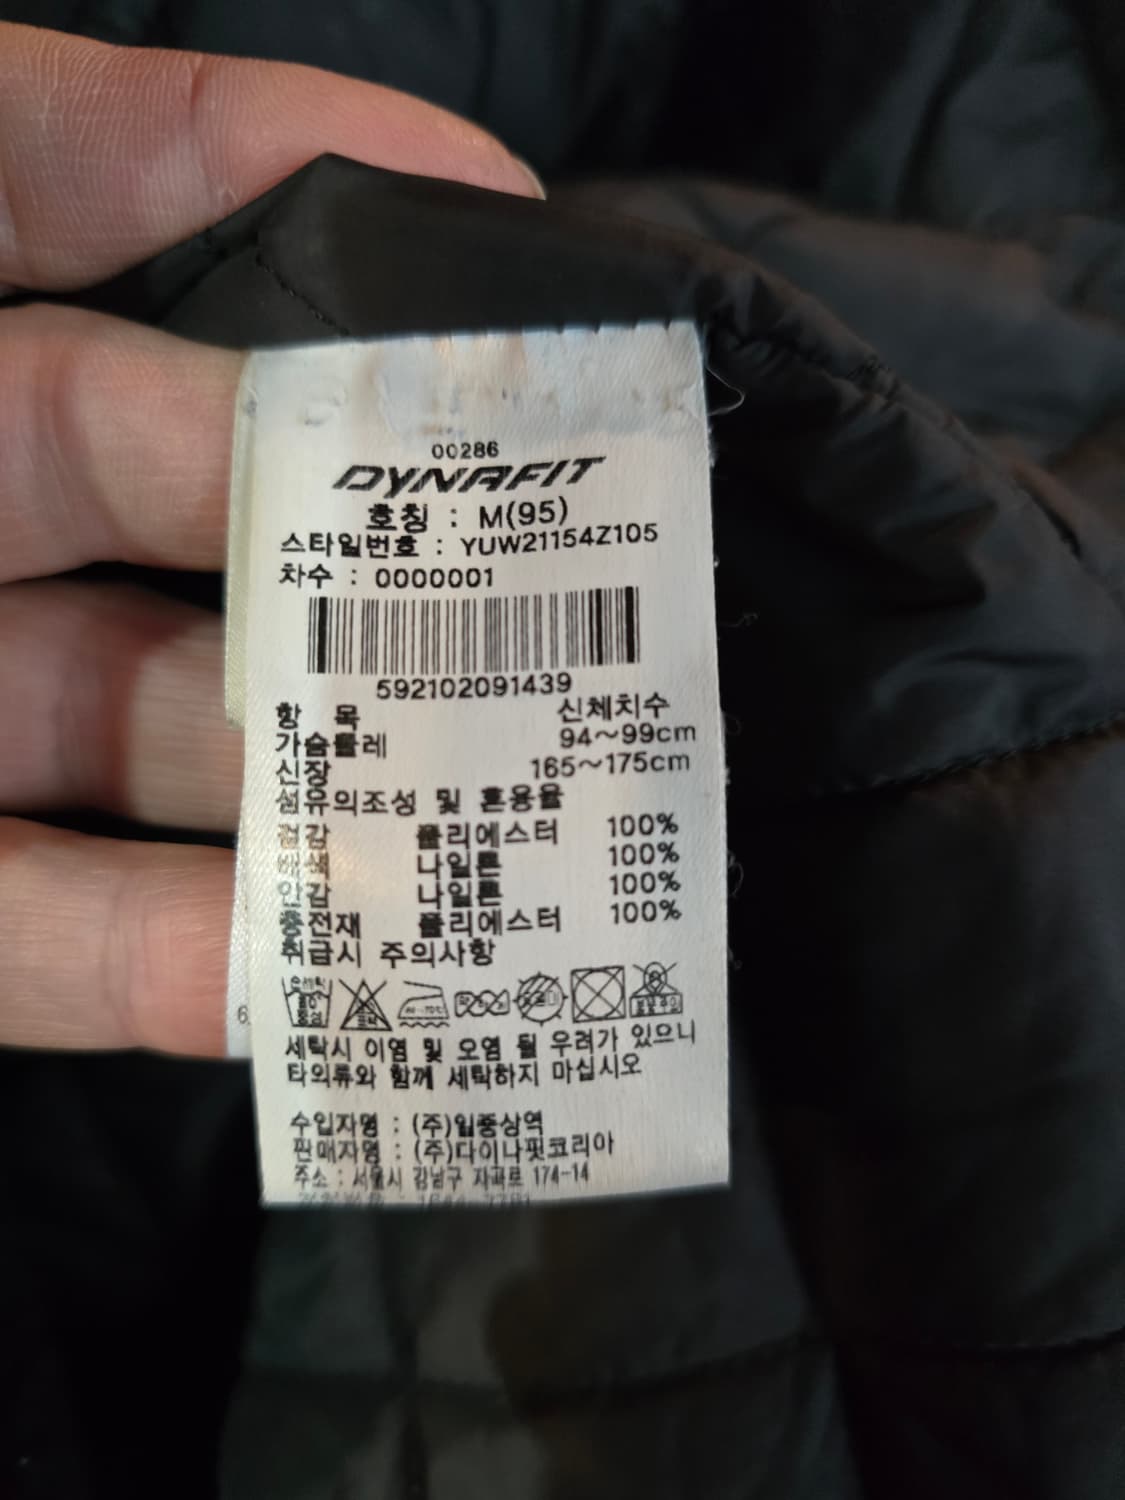 00286
DYNAFIT
호칭 : M(95)
스타일번호 : YUW21154Z105
차수 : 0000001
592102091439
항 목 신체치수
가슴둘레 94~99cm
신장 165~175cm
섬유의조성 및 혼용율
겉감 폴리에스터 100%
배색 나일론 100%
안감 나일론 100%
충전재 폴리에스터 100%
취급시 주의사항
세탁시 이염 및 오염 될 우려가 있으니
타의류와 함께 세탁하지 마십시오
수입자명 : (주)일중상역
판매자명 : (주)다이나핏코리아
주소 : 서울시 강남구 자곡로 174-14
6